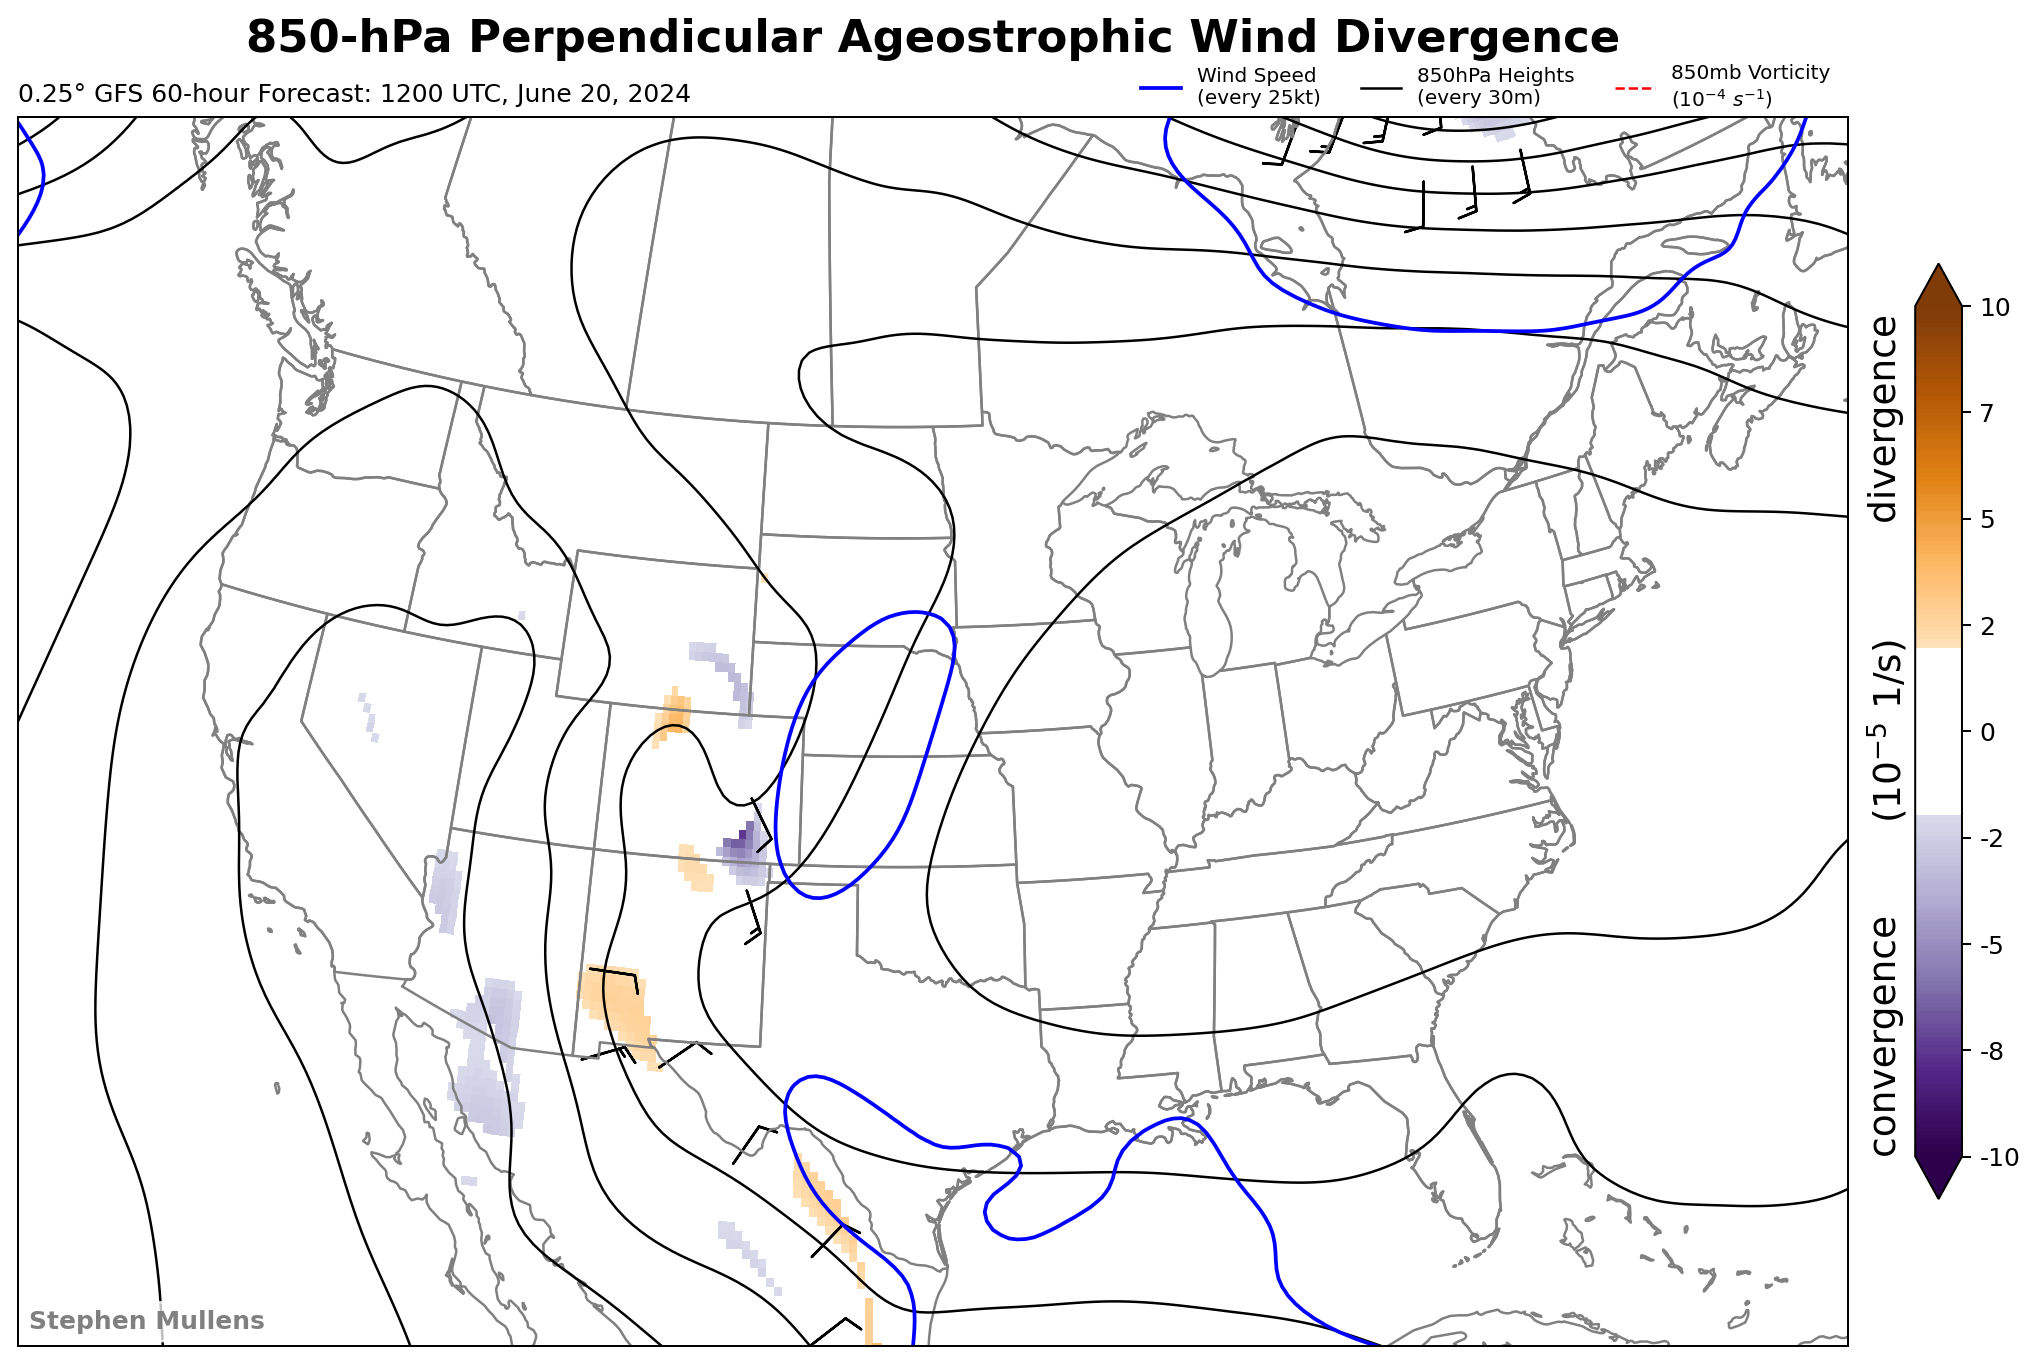 850-hPa Perpendicular Ageostrophic Wind Divergence
0.25° GFS 60-hour Forecast: 1200 UTC, June 20, 2024
Wind Speed
(every 25kt)
850hPa Heights
(every 30m)
850mb Vorticity
(10⁻⁴ s⁻¹)
10
7
5
2
0
-2
-5
-8
-10
convergence (10⁻⁵ 1/s) divergence
Stephen Mullens